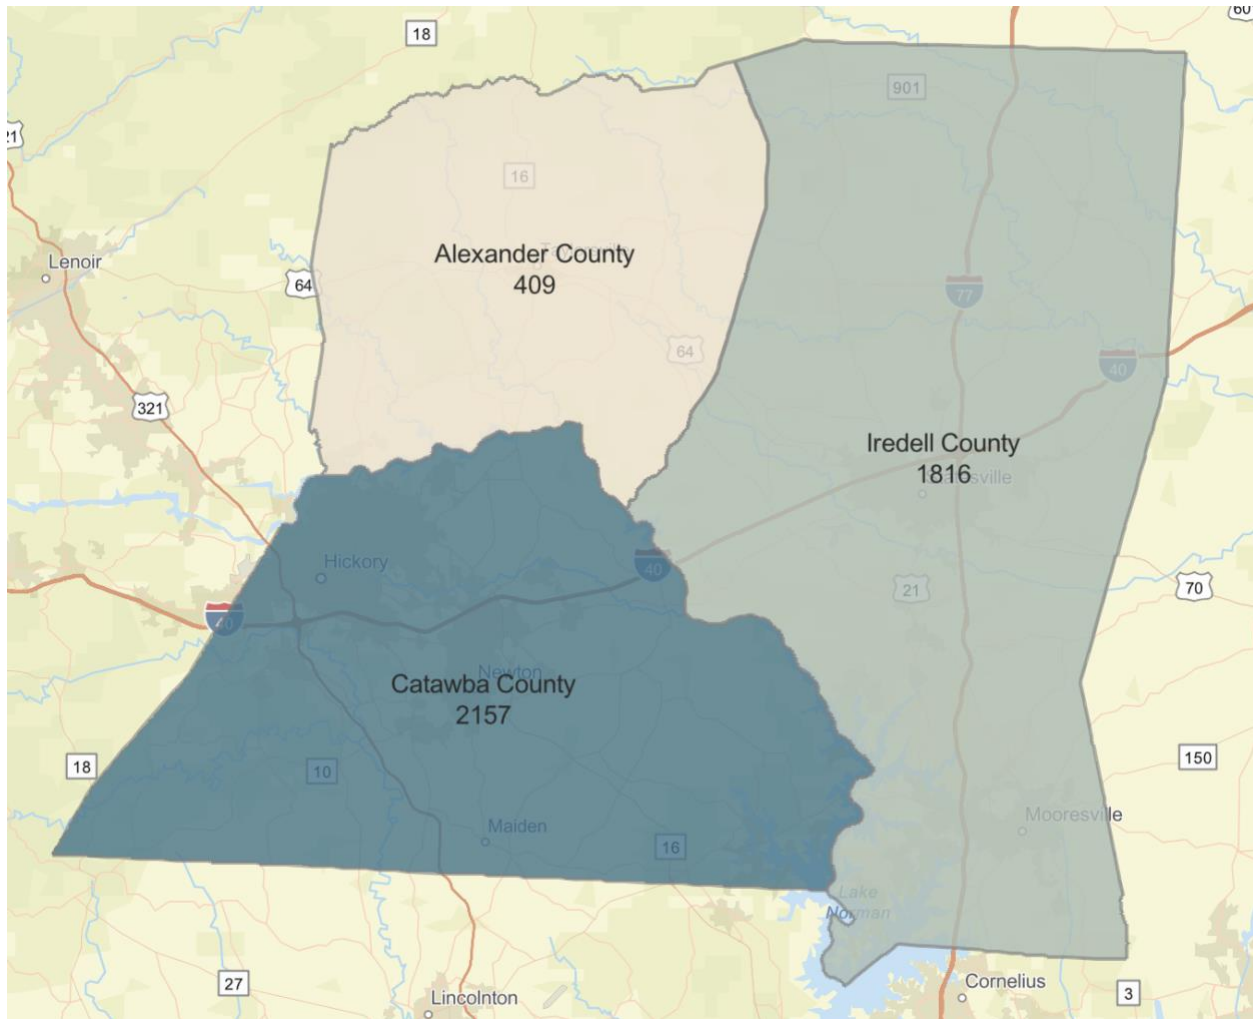 60
18
901
21
16
Alexander County
Taylorsville
409
Lenoir
64
77
64
40
321
Iredell County
1816
Statesville
Hickory
40
21
70
40
Newton
Catawba County
2157
18
10
150
Maiden
16
Mooresville
Lake
Norman
27
Cornelius
3
Lincolnton